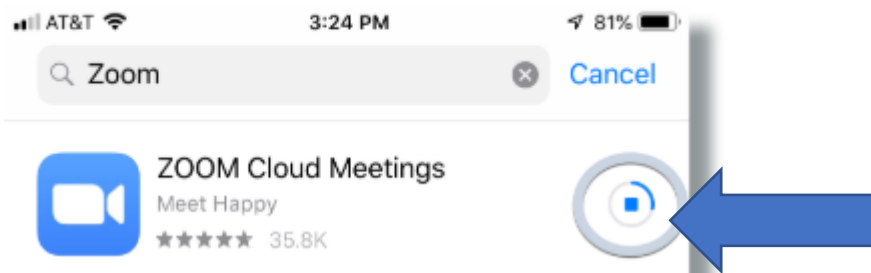 AT&T 3:24 PM 81%
Zoom Cancel
ZOOM Cloud Meetings
Meet Happy
★★★★★ 35.8K